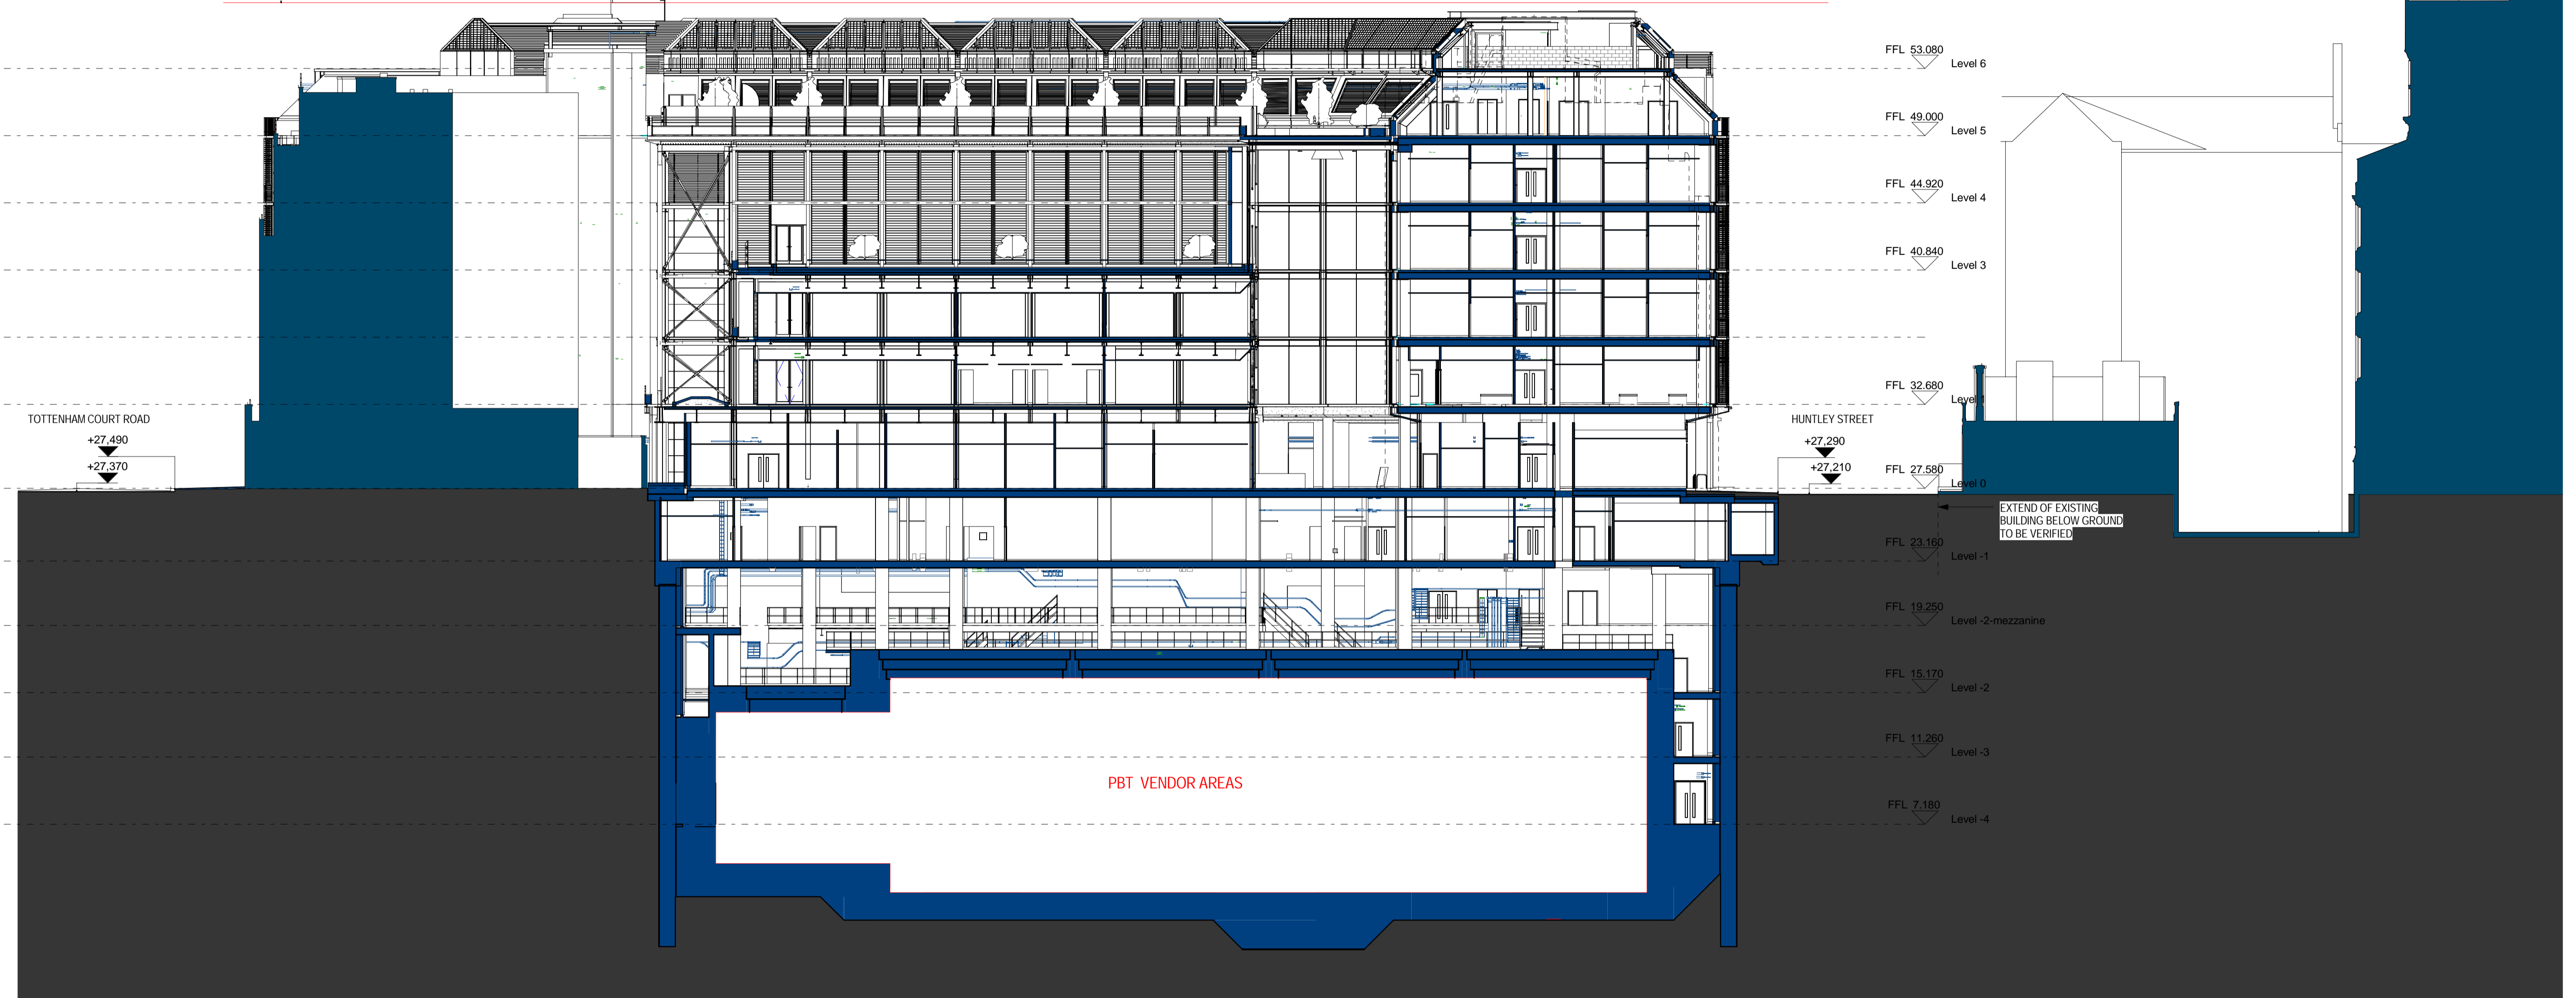 FFL 53.080
Level 6
FFL 49.000
Level 5
FFL 44.920
Level 4
FFL 40.840
Level 3
FFL 32.680
Level 1
TOTTENHAM COURT ROAD
+27,490
+27,370
HUNTLEY STREET
+27,290
+27,210
FFL 27.580
Level 0
EXTEND OF EXISTING
BUILDING BELOW GROUND
TO BE VERIFIED
FFL 23.160
Level -1
FFL 19.250
Level -2-mezzanine
FFL 15.170
Level -2
FFL 11.260
Level -3
PBT VENDOR AREAS
FFL 7.180
Level -4